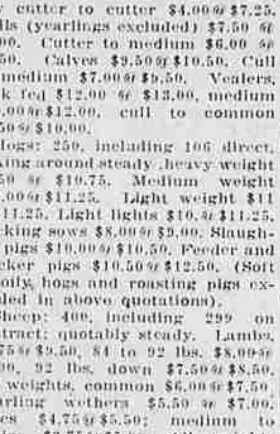 cutter to cutter $4.00@$7.25.
lls (yearlings excluded) $7.50 @
00. Cutter to medium $6.00 @
50. Calves $9.50@$10.50. Cull
medium $7.00@$9.50. Vealers,
k fed $12.00 @ $13.00, medium
.00@$12.00, cull to common
50@$10.00.
Hogs: 250, including 106 direct,
king around steady, heavy weight
50 @ $10.75. Medium weight
.00@$11.25. Light weight $11
11.25. Light lights $10.@$11.25.
cking sows $8.00@$9.00. Slaugh-
pigs $10.00@$10.50. Feeder and
cker pigs $10.50@$12.50. (Soft
oily, hogs and roasting pigs ex-
ded in above quotations).
Sheep: 400, including 299 on
tract; quotably steady. Lambs,
75@$9.50, 84 to 92 lbs. $8.00@
00, 92 lbs. down $7.50@$8.50.
weights, common $6.00@$7.50.
arling wethers $5.50 @ $7.00.
es $4.75@$5.50; medium to